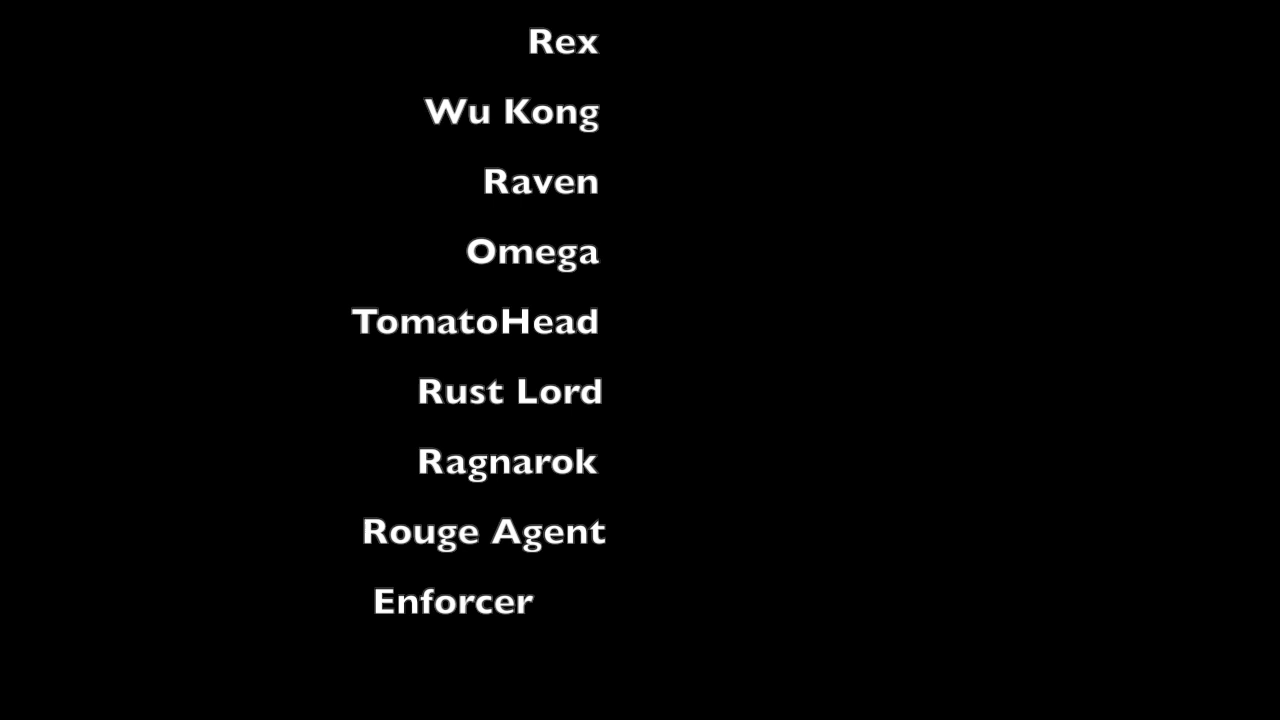 Rex
Wu Kong
Raven
Omega
TomatoHead
Rust Lord
Ragnarok
Rouge Agent
Enforcer